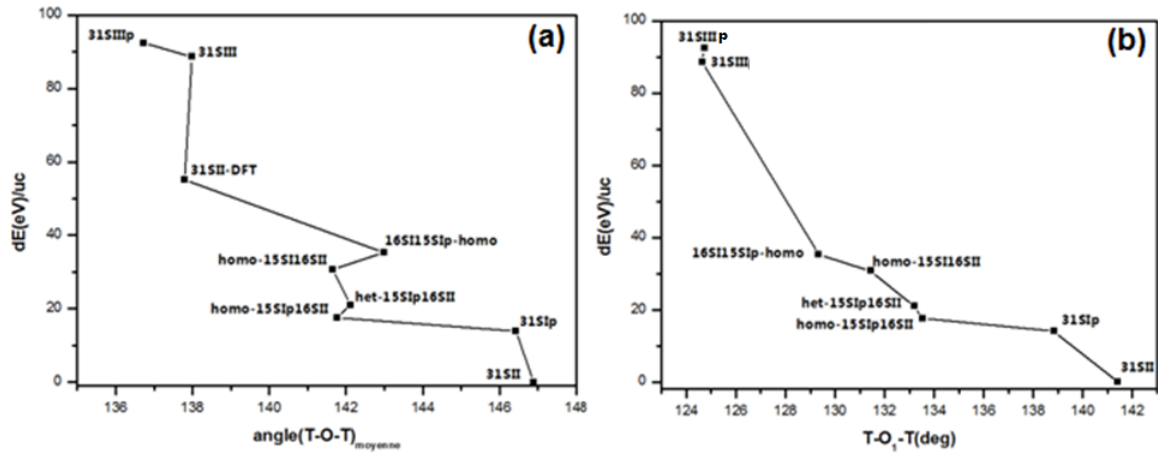 (a)
100
80
60
40
20
0
dE(eV)/uc
31SIIIp
31SIII
31SII-DFT
16SI15SIp-homo
homo-15SI16SII
het-15SIp16SII
homo-15SIp16SII
31SIp
31SII
136 138 140 142 144 146 148
angle(T-O-T)moyenne
(b)
100
80
60
40
20
0
dE(eV)/uc
31SIIIp
31SIII
16SI15SIp-homo
homo-15SI16SII
het-15SIp16SII
homo-15SIp16SII
31SIp
31SII
124 126 128 130 132 134 136 138 140 142
T-O1-T(deg)